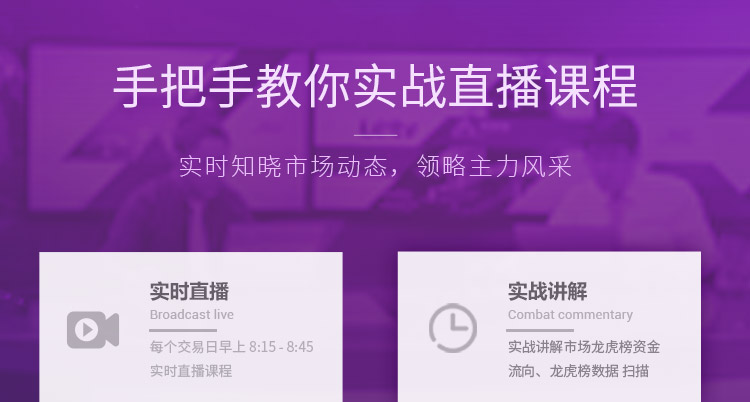 手把手教你实战直播课程
实时知晓市场动态，领略主力风采
实时直播
Broadcast live
每个交易日早上 8:15 - 8:45
实时直播课程
实战讲解
Combat commentary
实战讲解市场龙虎榜资金
流向、龙虎榜数据 扫描